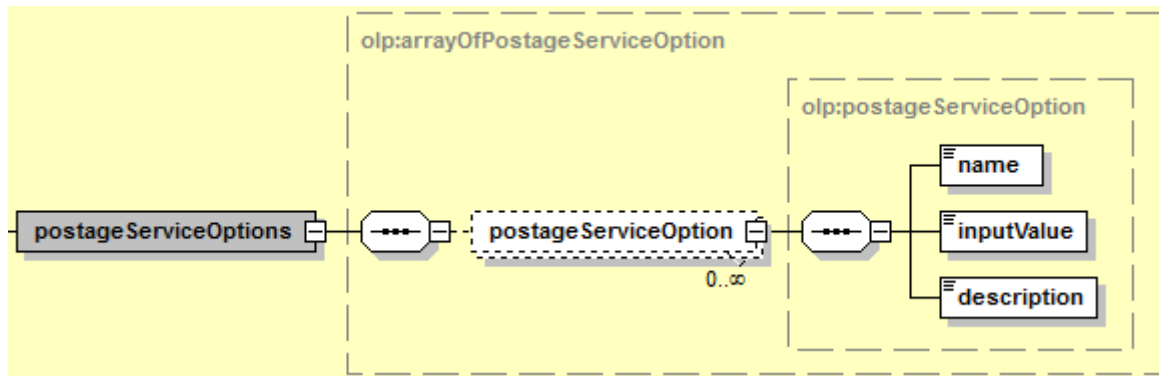 olp:arrayOfPostageServiceOption
olp:postageServiceOption
name
postageServiceOptions
postageServiceOption
inputValue
0..∞
description